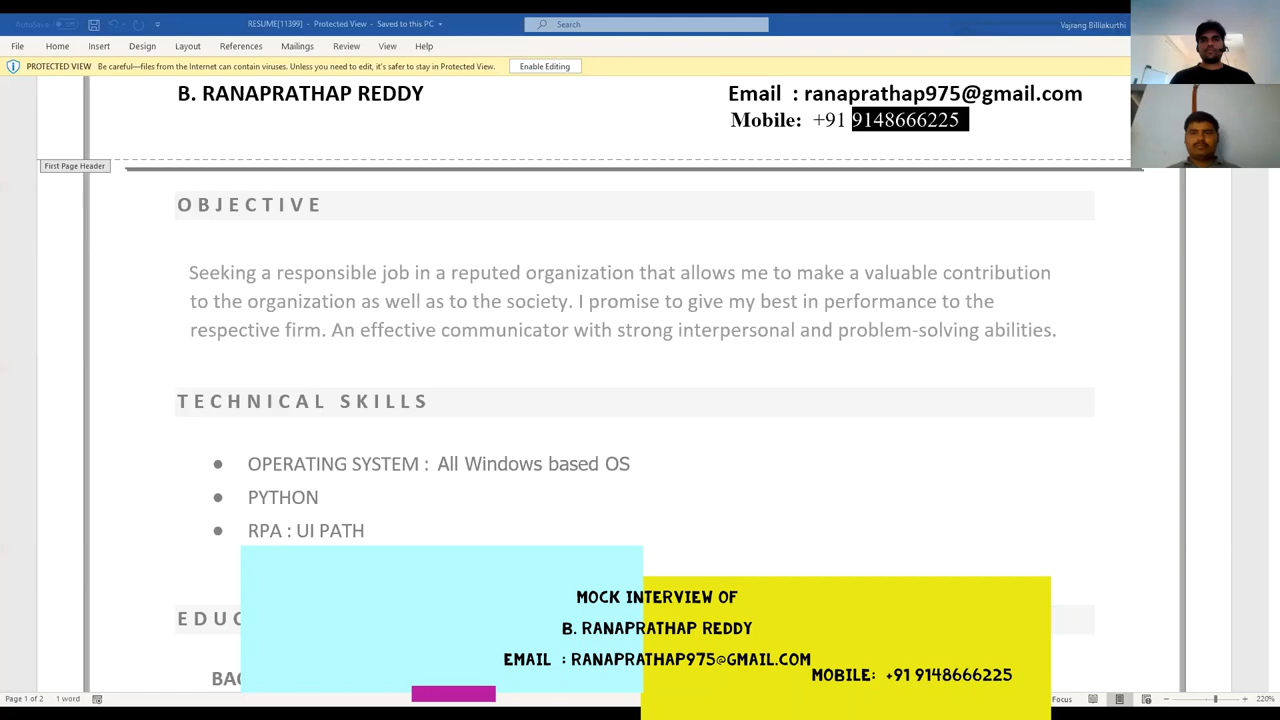 AutoSave Off
RESUME[11399] - Protected View - Saved to this PC
Search
Vajrang Billakurthi
File Home Insert Design Layout References Mailings Review View Help
PROTECTED VIEW Be careful—files from the Internet can contain viruses. Unless you need to edit, it's safer to stay in Protected View. Enable Editing
B. RANAPRATHAP REDDY
Email : ranaprathap975@gmail.com
Mobile: +91 9148666225
First Page Header
OBJECTIVE
Seeking a responsible job in a reputed organization that allows me to make a valuable contribution
to the organization as well as to the society. I promise to give my best in performance to the
respective firm. An effective communicator with strong interpersonal and problem-solving abilities.
TECHNICAL SKILLS
● OPERATING SYSTEM : All Windows based OS
● PYTHON
● RPA : UI PATH
EDUC
BAC
MOCK INTERVIEW OF
B. RANAPRATHAP REDDY
EMAIL : RANAPRATHAP975@GMAIL.COM
MOBILE: +91 9148666225
Page 1 of 2 1 word
Focus
220%